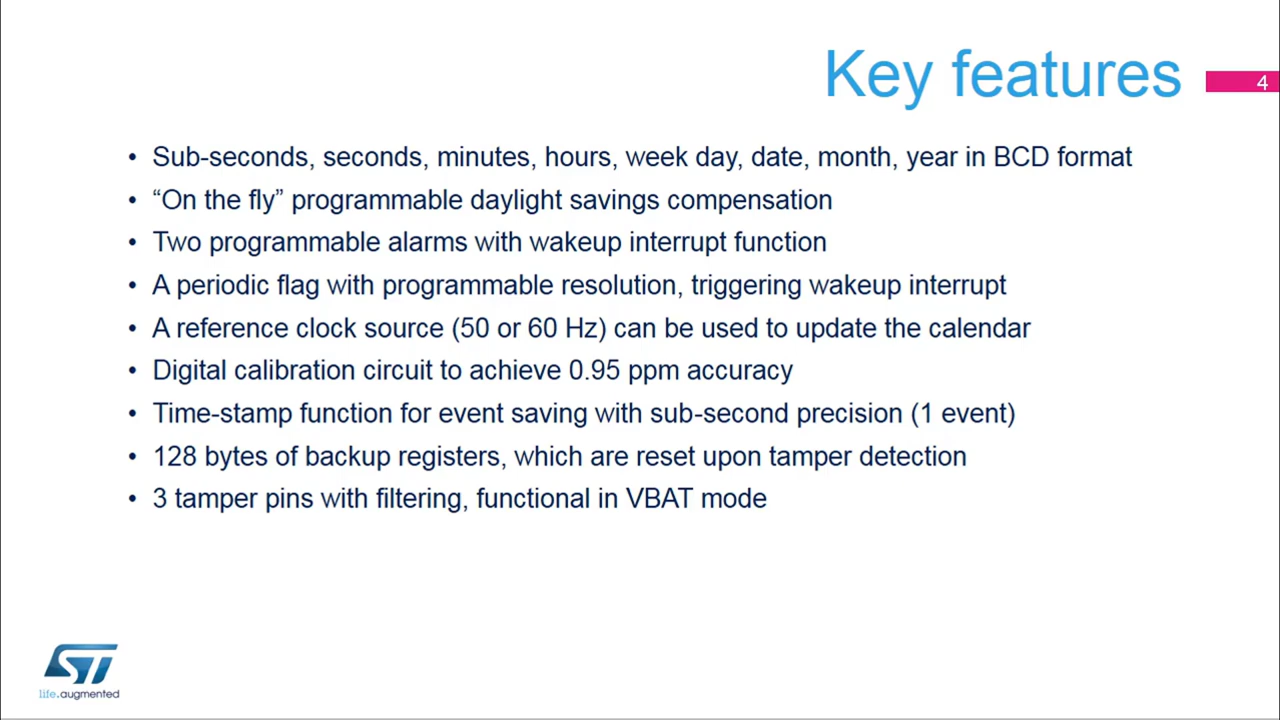 Key features
4
• Sub-seconds, seconds, minutes, hours, week day, date, month, year in BCD format
• “On the fly” programmable daylight savings compensation
• Two programmable alarms with wakeup interrupt function
• A periodic flag with programmable resolution, triggering wakeup interrupt
• A reference clock source (50 or 60 Hz) can be used to update the calendar
• Digital calibration circuit to achieve 0.95 ppm accuracy
• Time-stamp function for event saving with sub-second precision (1 event)
• 128 bytes of backup registers, which are reset upon tamper detection
• 3 tamper pins with filtering, functional in VBAT mode
ST
life.augmented